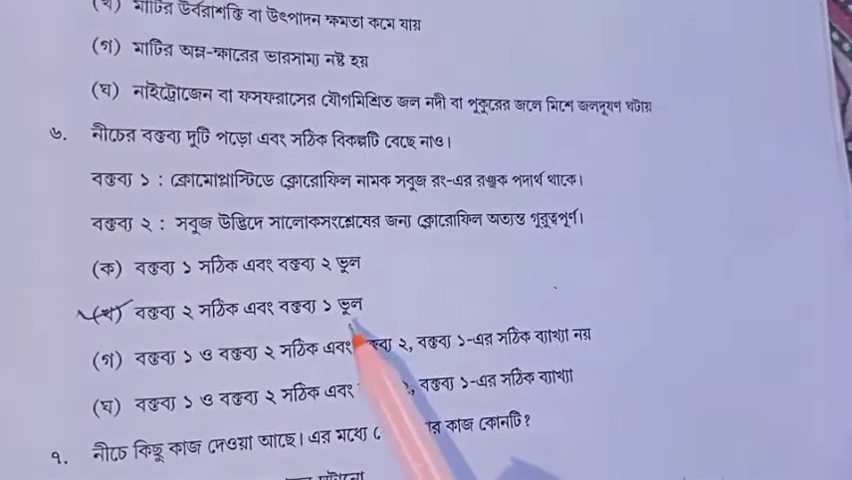 (খ) মাটির উর্বরাশক্তি বা উৎপাদন ক্ষমতা কমে যায়
(গ) মাটির অম্ল-ক্ষারের ভারসাম্য নষ্ট হয়
(ঘ) নাইট্রোজেন বা ফসফরাসের যৌগমিশ্রিত জল নদী বা পুকুরের জলে মিশে জলদূষণ ঘটায়
৬. নীচের বক্তব্য দুটি পড়ো এবং সঠিক বিকল্পটি বেছে নাও।
বক্তব্য ১ : ক্রোমোপ্লাস্টিডে ক্লোরোফিল নামক সবুজ রং-এর রঞ্জক পদার্থ থাকে।
বক্তব্য ২ : সবুজ উদ্ভিদে সালোকসংশ্লেষের জন্য ক্লোরোফিল অত্যন্ত গুরুত্বপূর্ণ।
(ক) বক্তব্য ১ সঠিক এবং বক্তব্য ২ ভুল
(খ) বক্তব্য ২ সঠিক এবং বক্তব্য ১ ভুল
(গ) বক্তব্য ১ ও বক্তব্য ২ সঠিক এবং ২, বক্তব্য ১-এর সঠিক ব্যাখ্যা নয়
(ঘ) বক্তব্য ১ ও বক্তব্য ২ সঠিক এবং বক্তব্য ১-এর সঠিক ব্যাখ্যা
৭. নীচে কিছু কাজ দেওয়া আছে। এর মধ্যে কাজ কোনটি?